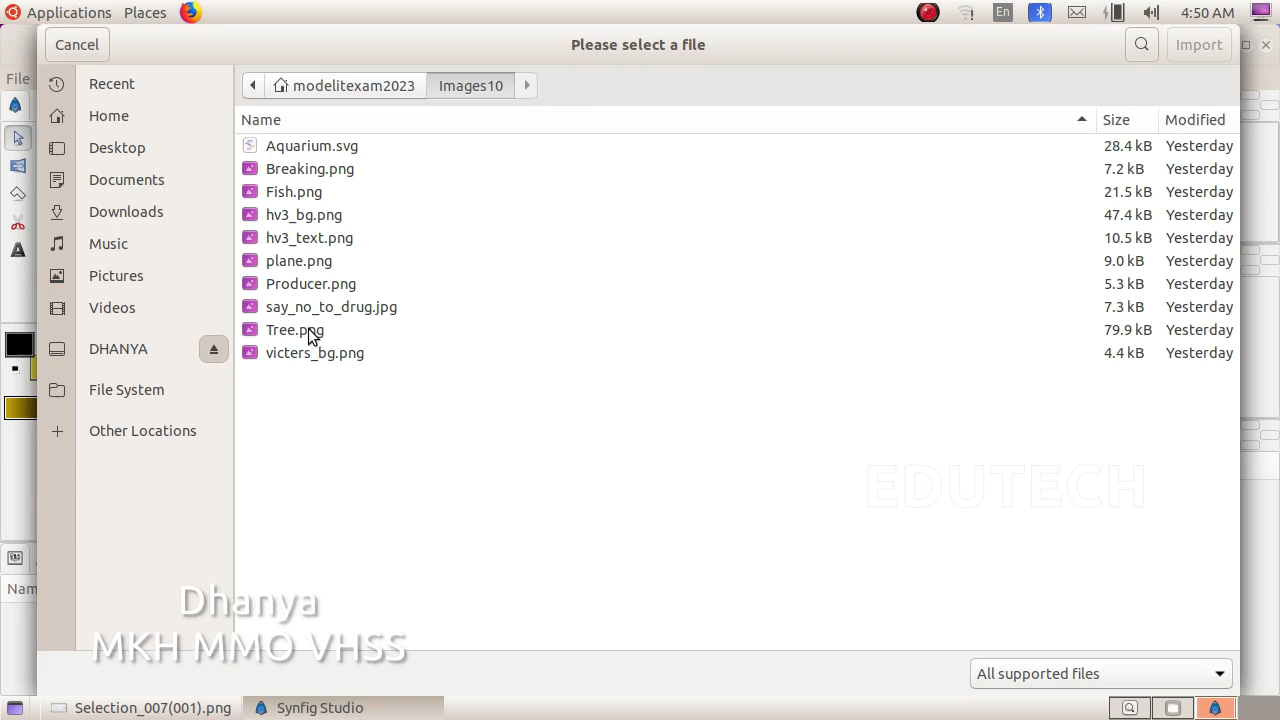 Applications Places En 4:50 AM
Cancel Please select a file Import
File
Recent
Home
Desktop
Documents
Downloads
Music
Pictures
Videos
DHANYA
File System
Other Locations
modelitexam2023 Images10
Name Size Modified
Aquarium.svg 28.4 kB Yesterday
Breaking.png 7.2 kB Yesterday
Fish.png 21.5 kB Yesterday
hv3_bg.png 47.4 kB Yesterday
hv3_text.png 10.5 kB Yesterday
plane.png 9.0 kB Yesterday
Producer.png 5.3 kB Yesterday
say_no_to_drug.jpg 7.3 kB Yesterday
Tree.png 79.9 kB Yesterday
victers_bg.png 4.4 kB Yesterday
EDUTECH
Nam
Dhanya
MKH MMO VHSS
All supported files
Selection_007(001).png Synfig Studio